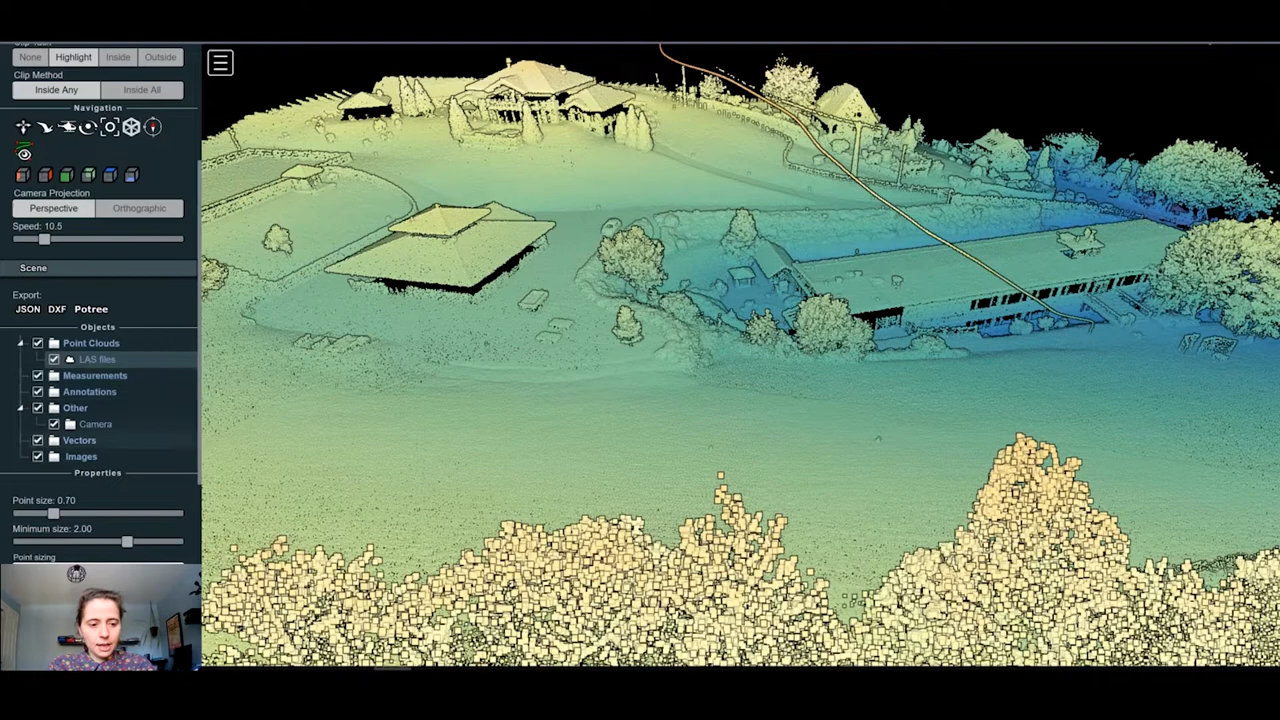 None Highlight Inside Outside
Clip Method
Inside Any Inside All
Navigation
Camera Projection
Perspective Orthographic
Speed: 10.5
Scene
Export:
JSON DXF Potree
Objects
Point Clouds
LAS files
Measurements
Annotations
Other
Camera
Vectors
Images
Properties
Point size: 0.70
Minimum size: 2.00
Point sizing